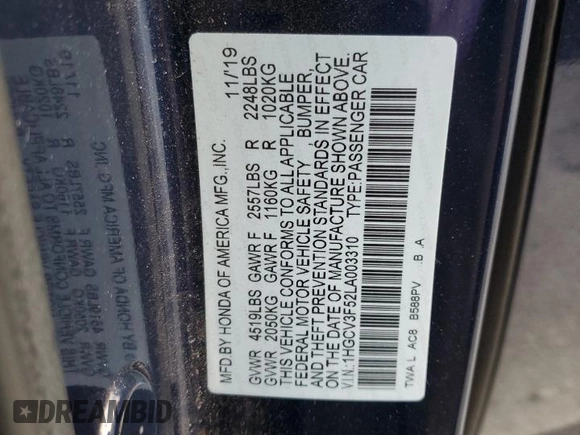 MFD.BY HONDA OF AMERICA MFG.,INC. 11/19
GVWR 4519LBS GAWR F 2557LBS R 2248LBS
GVWR 2050KG GAWR F 1160KG R 1020KG
THIS VEHICLE CONFORMS TO ALL APPLICABLE
FEDERAL MOTOR VEHICLE SAFETY, BUMPER,
AND THEFT PREVENTION STANDARDS IN EFFECT
ON THE DATE OF MANUFACTURE SHOWN ABOVE.
V.I.N.:1HGCV3F52LA003310 TYPE:PASSENGER CAR
TWA L AC8 B588PV ..B .A
AutoBidMaster